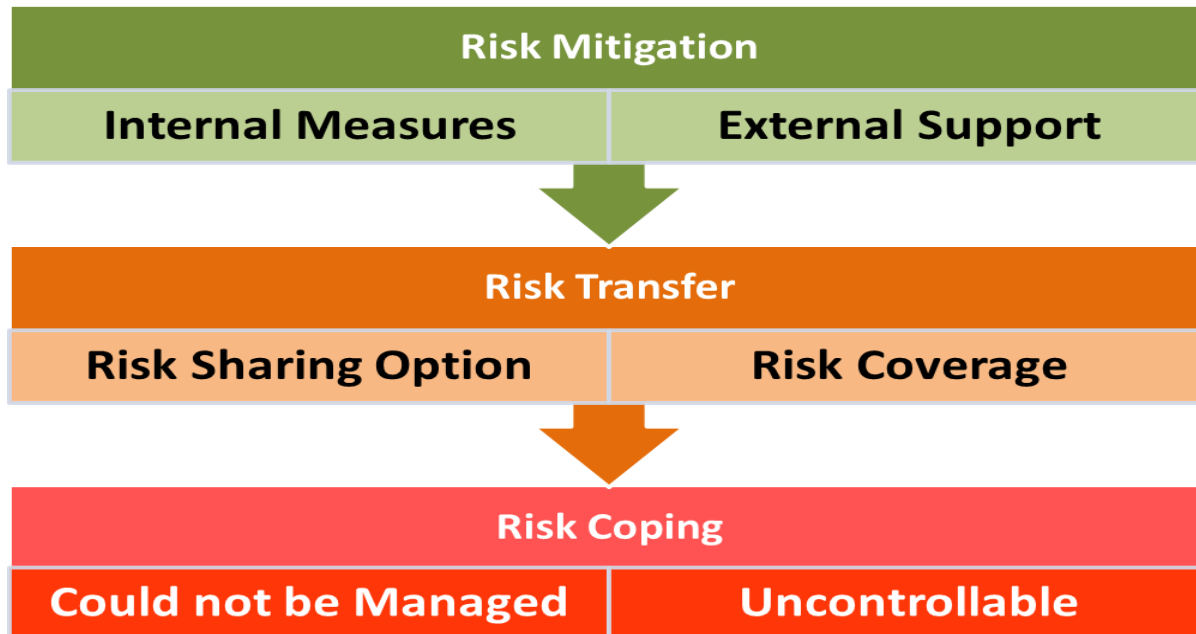 Risk Mitigation
Internal Measures
External Support
Risk Transfer
Risk Sharing Option
Risk Coverage
Risk Coping
Could not be Managed
Uncontrollable